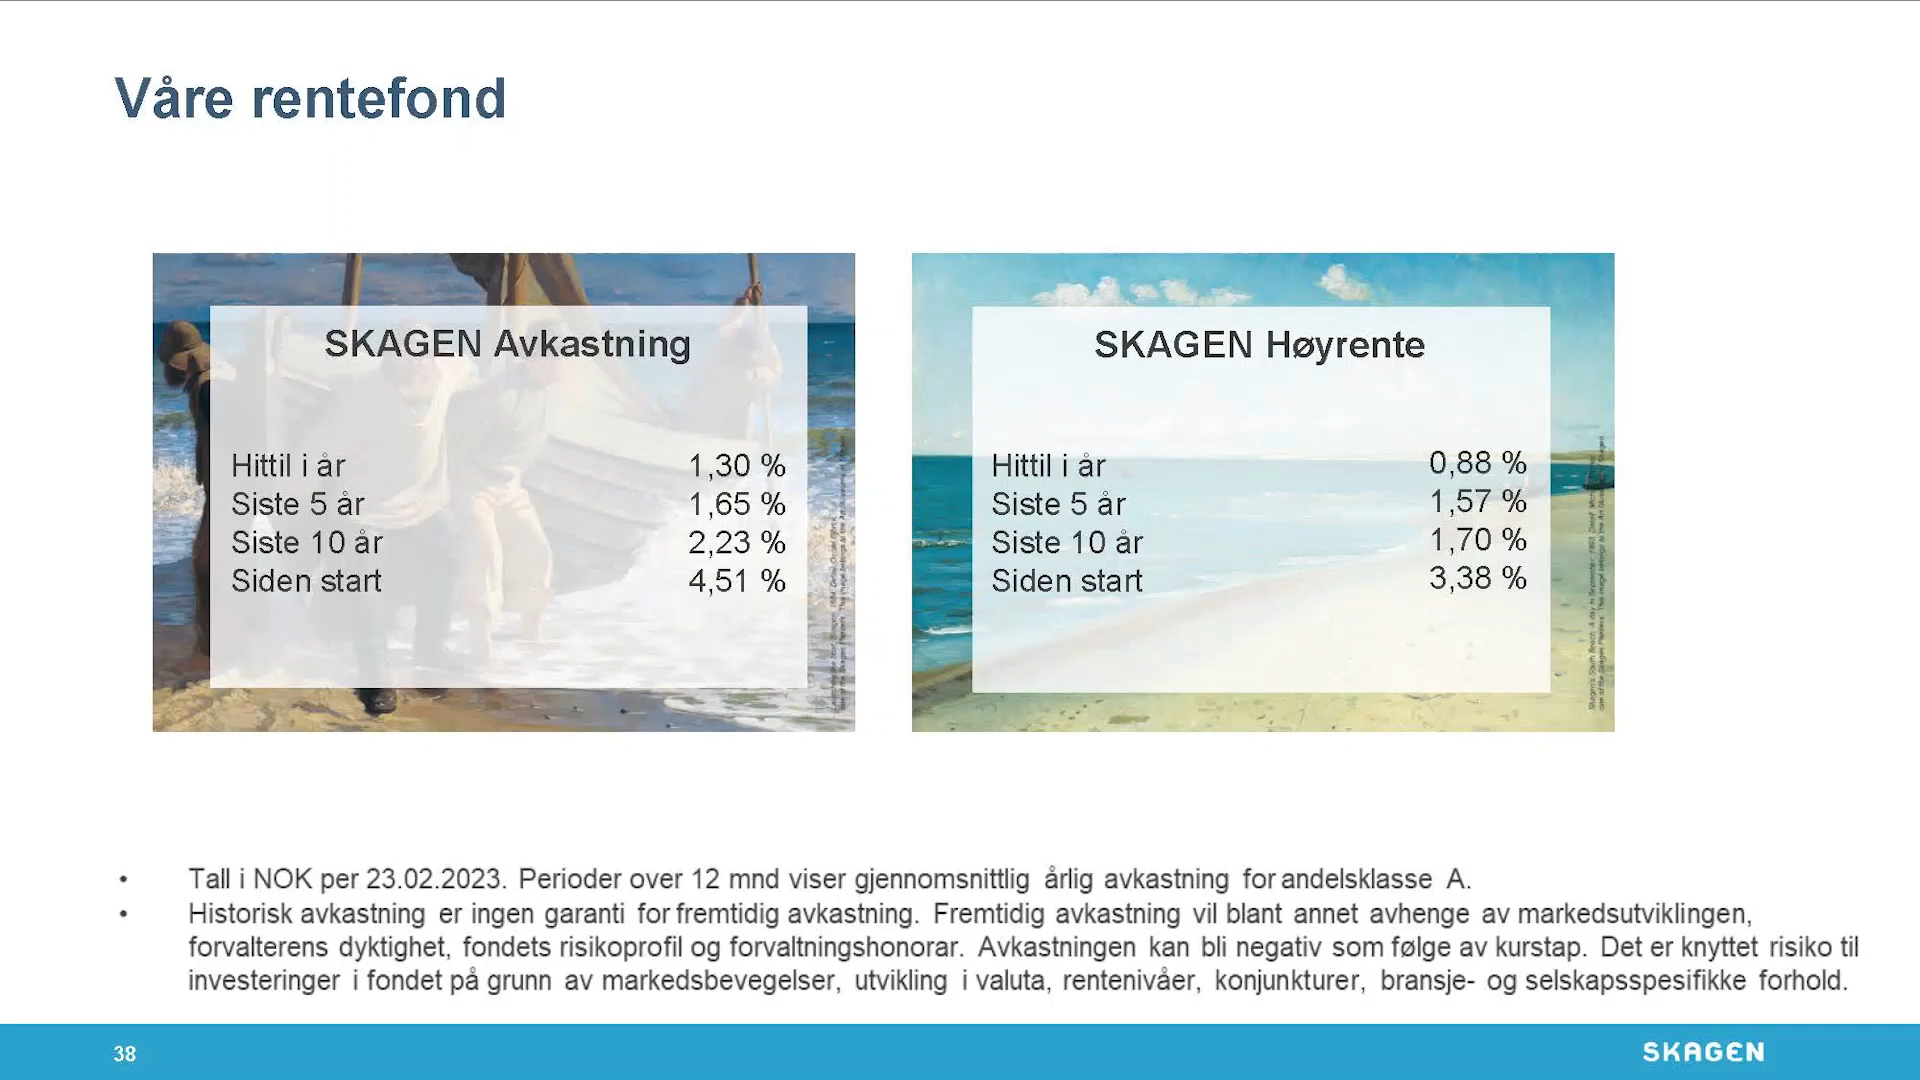 Våre rentefond
SKAGEN Avkastning
Hittil i år 1,30 %
Siste 5 år 1,65 %
Siste 10 år 2,23 %
Siden start 4,51 %
SKAGEN Høyrente
Hittil i år 0,88 %
Siste 5 år 1,57 %
Siste 10 år 1,70 %
Siden start 3,38 %
• Tall i NOK per 23.02.2023. Perioder over 12 mnd viser gjennomsnittlig årlig avkastning for andelsklasse A.
• Historisk avkastning er ingen garanti for fremtidig avkastning. Fremtidig avkastning vil blant annet avhenge av markedsutviklingen,
forvalterens dyktighet, fondets risikoprofil og forvaltningshonorar. Avkastningen kan bli negativ som følge av kurstap. Det er knyttet risiko til
investeringer i fondet på grunn av markedsbevegelser, utvikling i valuta, rentenivåer, konjunkturer, bransje- og selskapsspesifikke forhold.
38
SKAGEN